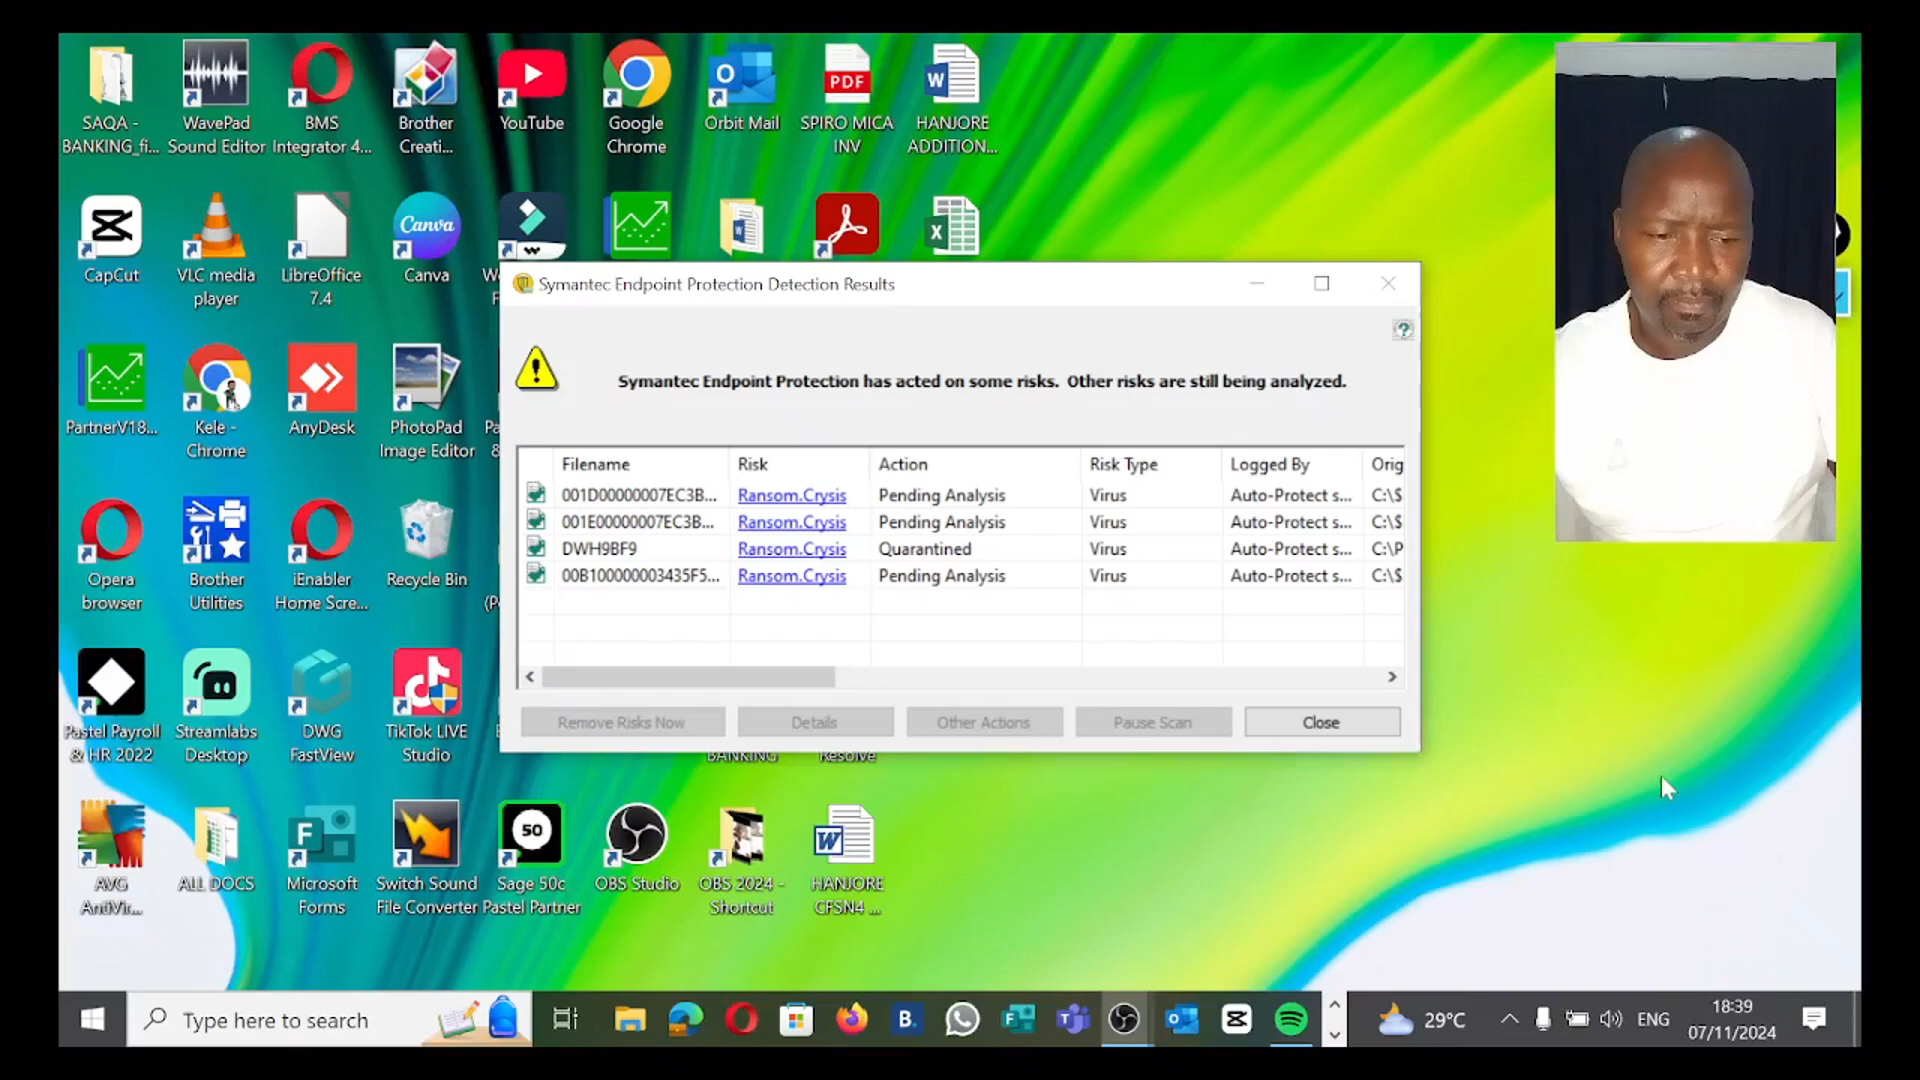 SAQA -
BANKING_fi...
WavePad
Sound Editor
BMS
Integrator 4...
Brother
Creati...
YouTube
Google
Chrome
Orbit Mail
PDF
SPIRO MICA
INV
HANJORE
ADDITION...
CapCut
VLC media
player
LibreOffice
7.4
Canva
Canva
Symantec Endpoint Protection Detection Results
Symantec Endpoint Protection has acted on some risks.  Other risks are still being analyzed.
Filename Risk Action Risk Type Logged By Orig
001D00000007EC3B... Ransom.Crysis Pending Analysis Virus Auto-Protect s... C:\$
001E00000007EC3B... Ransom.Crysis Pending Analysis Virus Auto-Protect s... C:\$
DWH9BF9 Ransom.Crysis Quarantined Virus Auto-Protect s... C:\P
00B100000003435F5... Ransom.Crysis Pending Analysis Virus Auto-Protect s... C:\$
Remove Risks Now Details Other Actions Pause Scan Close
PartnerV18...
Kele -
Chrome
AnyDesk
PhotoPad
Image Editor
Opera
browser
Brother
Utilities
iEnabler
Home Scre...
Recycle Bin
Pastel Payroll
& HR 2022
Streamlabs
Desktop
DWG
FastView
TikTok LIVE
Studio
BANKING
Resolve
AVG
AntiVir...
ALL DOCS
Microsoft
Forms
Switch Sound
File Converter
50
Sage 50c
Pastel Partner
OBS Studio
OBS 2024 -
Shortcut
HANJORE
CFSN4 ...
Type here to search
B.
29°C
ENG
18:39
07/11/2024